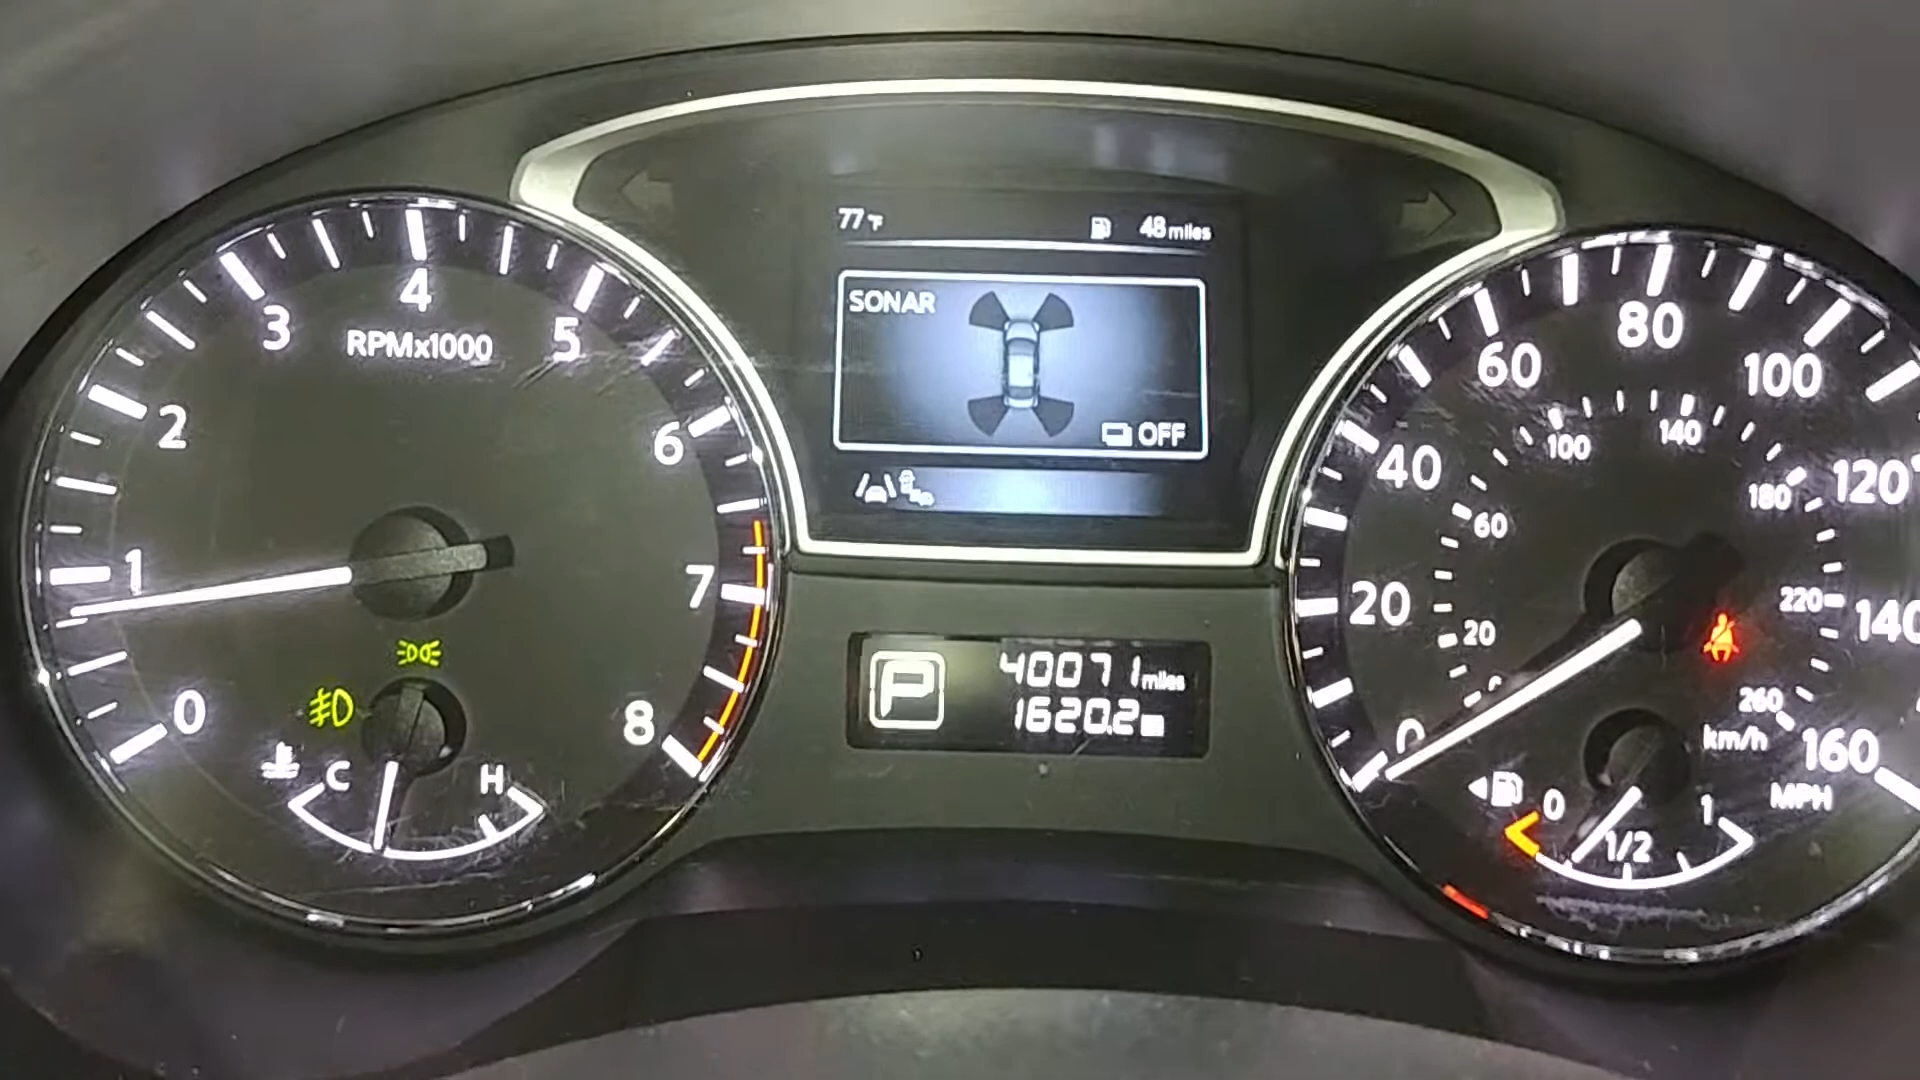 77°F 48 miles
SONAR
OFF
0 1 2 3 4 5 6 7 8
RPMx1000
C H
P
40071 miles
1620.2
0 20 40 60 80 100 120 140 160
20 60 100 140 180 220 260
km/h
MPH
0 1/2 1